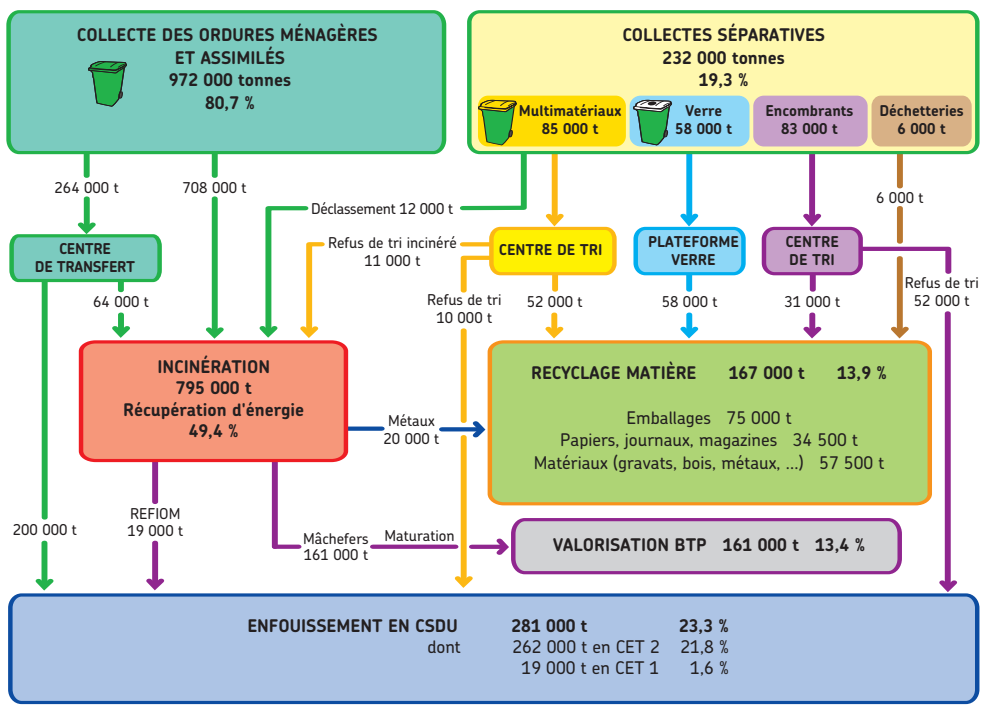 COLLECTE DES ORDURES MÉNAGÈRES
ET ASSIMILÉS
972 000 tonnes
80,7 %
COLLECTES SÉPARATIVES
232 000 tonnes
19,3 %
Multimatériaux
85 000 t
Verre
58 000 t
Encombrants
83 000 t
Déchetteries
6 000 t
264 000 t
708 000 t
Déclassement 12 000 t
6 000 t
CENTRE
DE TRANSFERT
Refus de tri incinéré
11 000 t
CENTRE DE TRI
PLATEFORME
VERRE
CENTRE
DE TRI
64 000 t
Refus de tri
10 000 t
52 000 t
58 000 t
31 000 t
Refus de tri
52 000 t
INCINÉRATION
795 000 t
Récupération d'énergie
49,4 %
Métaux
20 000 t
RECYCLAGE MATIÈRE 167 000 t 13,9 %
Emballages 75 000 t
Papiers, journaux, magazines 34 500 t
Matériaux (gravats, bois, métaux, ...) 57 500 t
200 000 t
REFIOM
19 000 t
Mâchefers
161 000 t
Maturation
VALORISATION BTP 161 000 t 13,4 %
ENFOUISSEMENT EN CSDU 281 000 t 23,3 %
dont 262 000 t en CET 2 21,8 %
19 000 t en CET 1 1,6 %